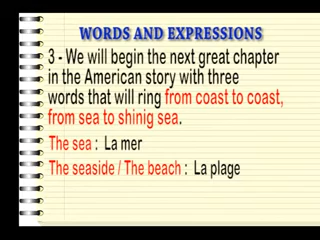 WORDS AND EXPRESSIONS
3 - We will begin the next great chapter
in the American story with three
words that will ring from coast to coast,
from sea to shinig sea.
The sea : La mer
The seaside / The beach : La plage